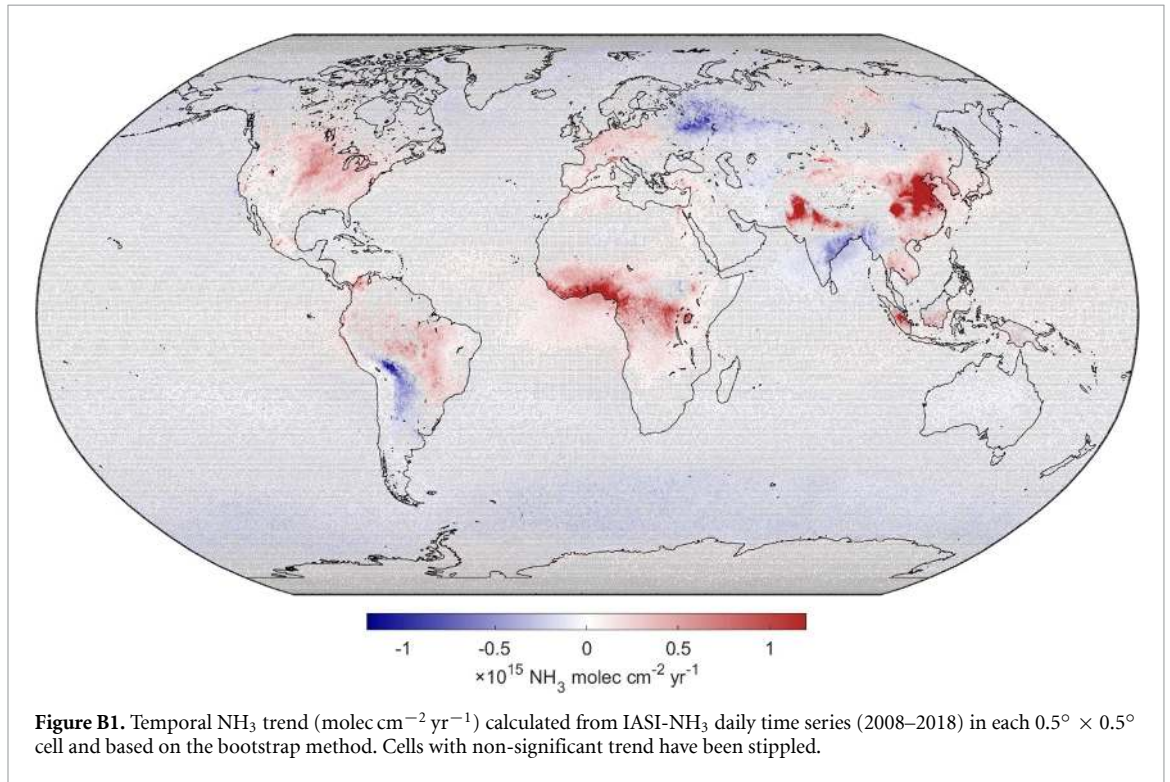 -1 -0.5 0 0.5 1
×10¹⁵ NH₃ molec cm⁻² yr⁻¹
Figure B1. Temporal NH₃ trend (molec cm⁻² yr⁻¹) calculated from IASI-NH₃ daily time series (2008–2018) in each 0.5° × 0.5°
cell and based on the bootstrap method. Cells with non-significant trend have been stippled.